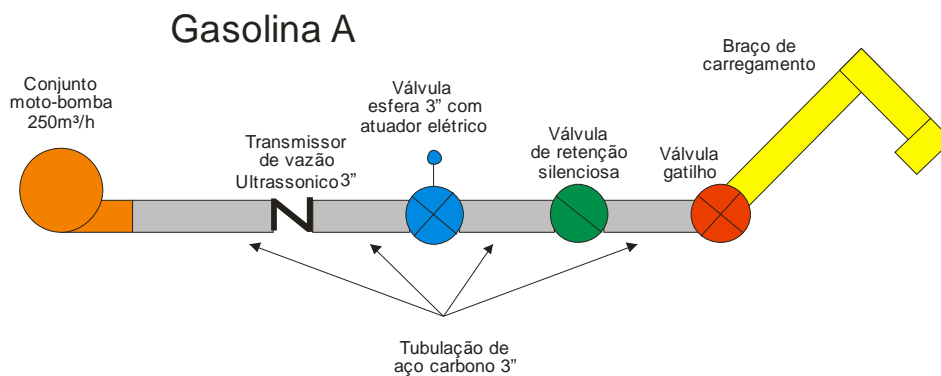 Gasolina A
Conjunto
moto-bomba
250m³/h
Transmissor
de vazão
Ultrassonico 3”
Válvula
esfera 3” com
atuador elétrico
Válvula
de retenção
silenciosa
Válvula
gatilho
Braço de
carregamento
Tubulação de
aço carbono 3”